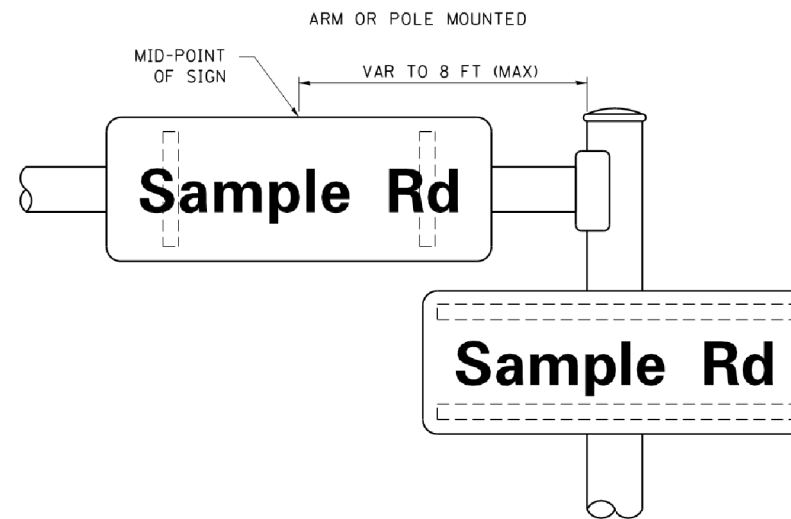 ARM OR POLE MOUNTED
MID-POINT
OF SIGN
VAR TO 8 FT (MAX)
Sample Rd
Sample Rd